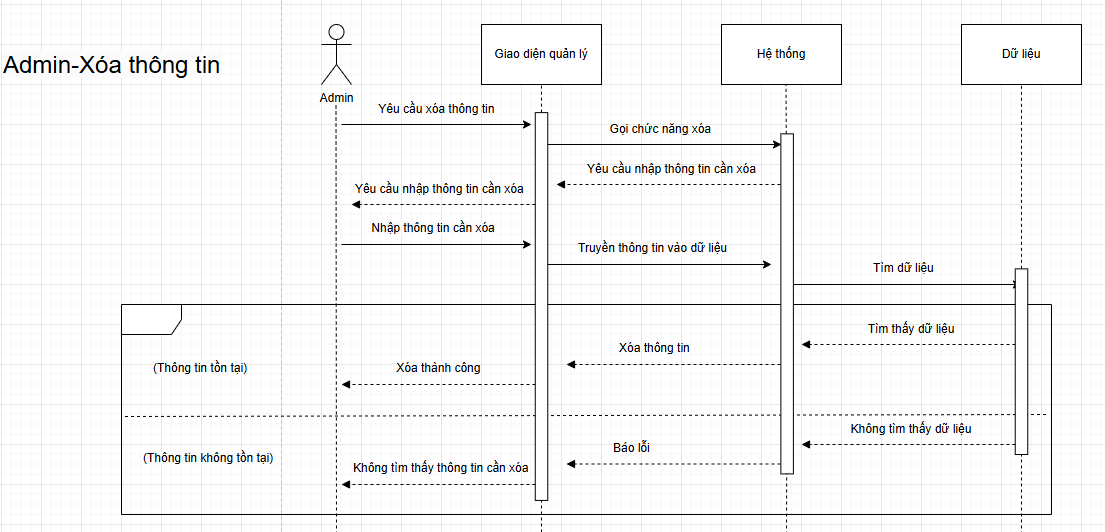 Admin-Xóa thông tin
Admin
Giao diện quản lý
Hệ thống
Dữ liệu
Yêu cầu xóa thông tin
Gọi chức năng xóa
Yêu cầu nhập thông tin cần xóa
Yêu cầu nhập thông tin cần xóa
Nhập thông tin cần xóa
Truyền thông tin vào dữ liệu
Tìm dữ liệu
Tìm thấy dữ liệu
Xóa thông tin
(Thông tin tồn tại)
Xóa thành công
Không tìm thấy dữ liệu
Báo lỗi
(Thông tin không tồn tại)
Không tìm thấy thông tin cần xóa